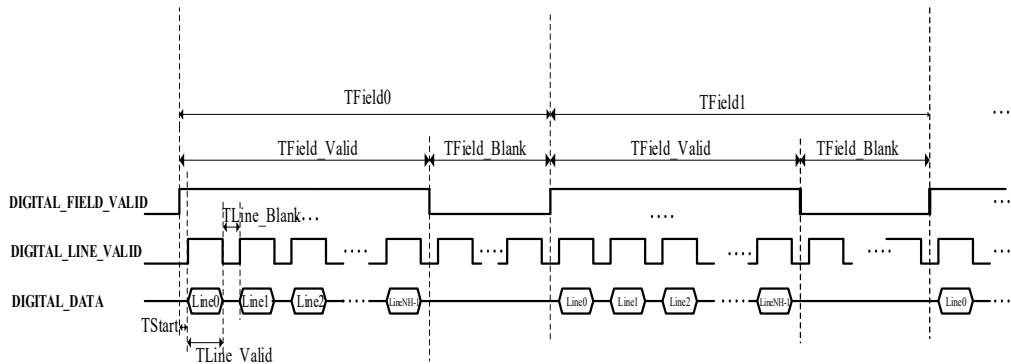 TField0
TField1
....
TField_Valid
TField_Blank
TField_Valid
TField_Blank
DIGITAL_FIELD_VALID
TLine_Blank
....
....
....
DIGITAL_LINE_VALID
....
....
....
....
....
DIGITAL_DATA
Line0
Line1
Line2
....
LineNH-1
Line0
Line1
Line2
....
LineNH-1
Line0
....
TStart
TLine_Valid